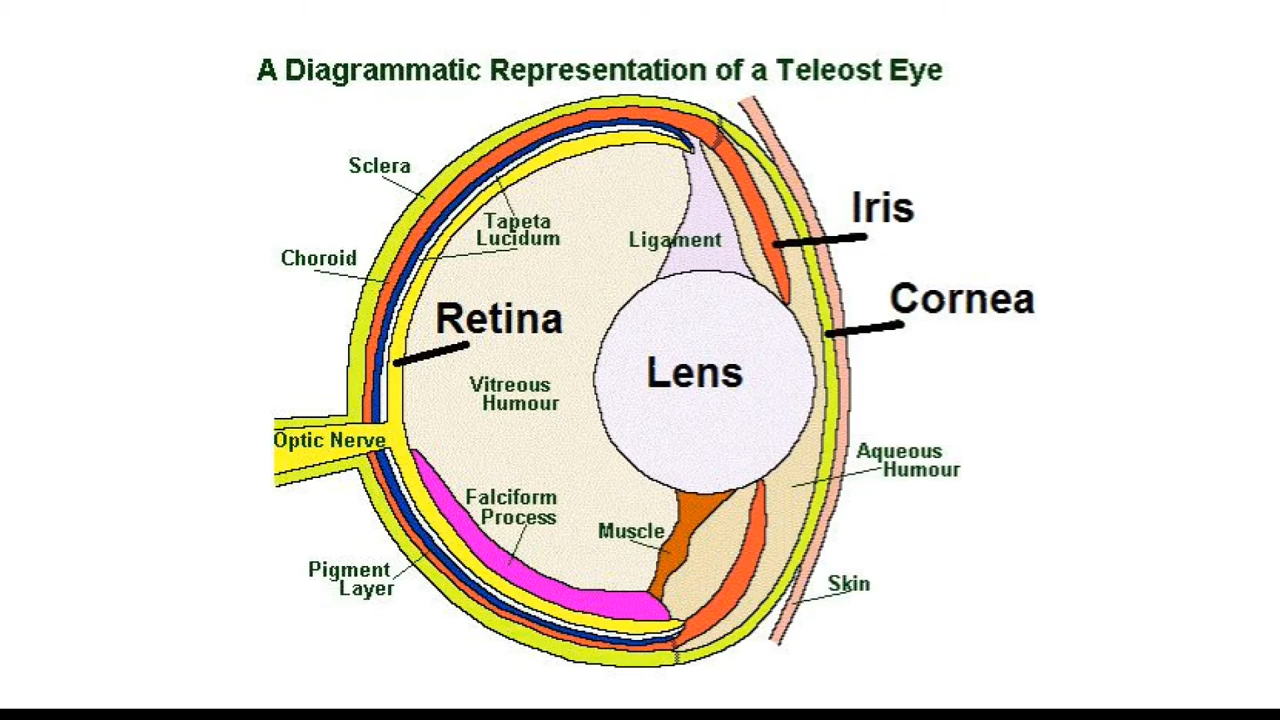 A Diagrammatic Representation of a Teleost Eye
Sclera
Iris
Tapeta
Lucidum
Ligament
Choroid
Cornea
Retina
Lens
Vitreous
Humour
Optic Nerve
Aqueous
Humour
Falciform
Process
Muscle
Pigment
Layer
Skin